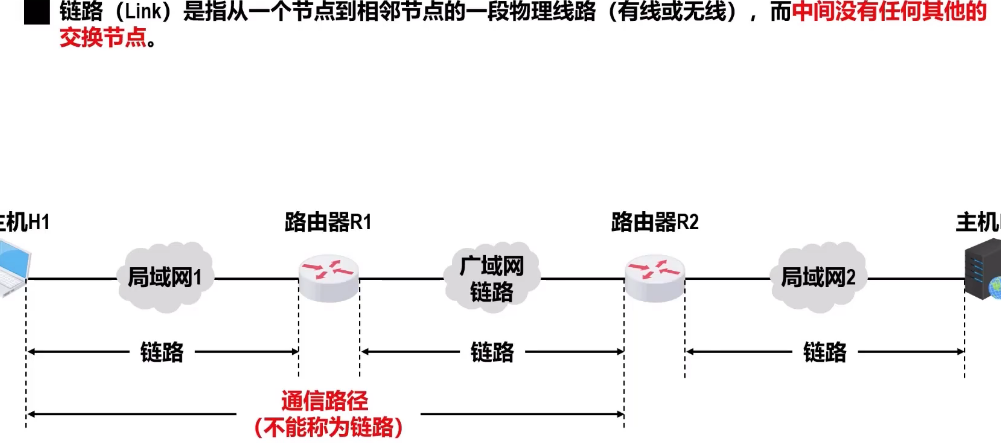 链路（Link）是指从一个节点到相邻节点的一段物理线路（有线或无线），而中间没有任何其他的
交换节点。
主机H1
路由器R1
路由器R2
主机
局域网1
广域网
链路
局域网2
链路
链路
链路
通信路径
（不能称为链路）